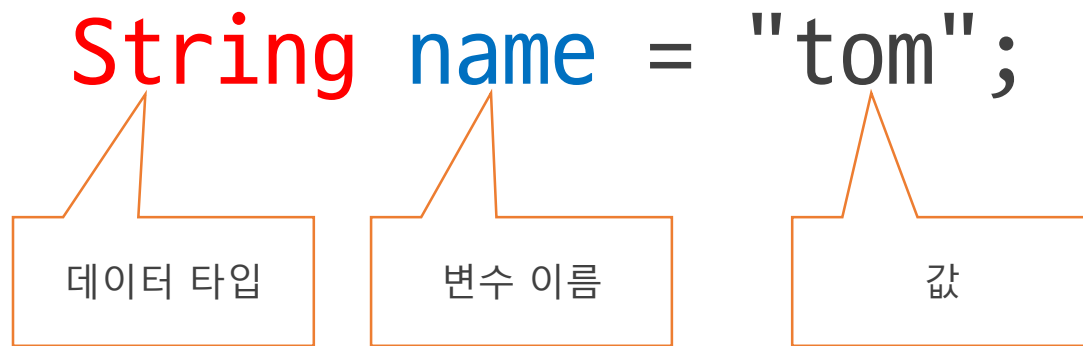 String name = "tom";
데이터 타입
변수 이름
값